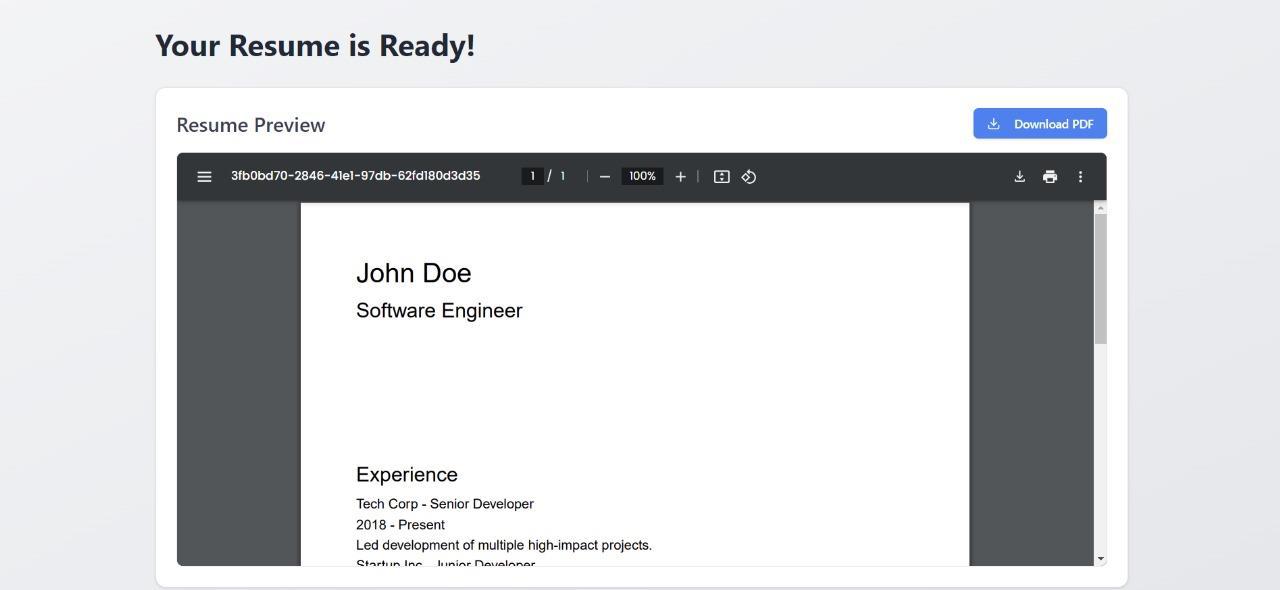 Your Resume is Ready!
Resume Preview
Download PDF
3fb0bd70-2846-41e1-97db-62fd180d3d35
1 / 1
100%
John Doe
Software Engineer
Experience
Tech Corp - Senior Developer
2018 - Present
Led development of multiple high-impact projects.
Startup Inc - Junior Developer